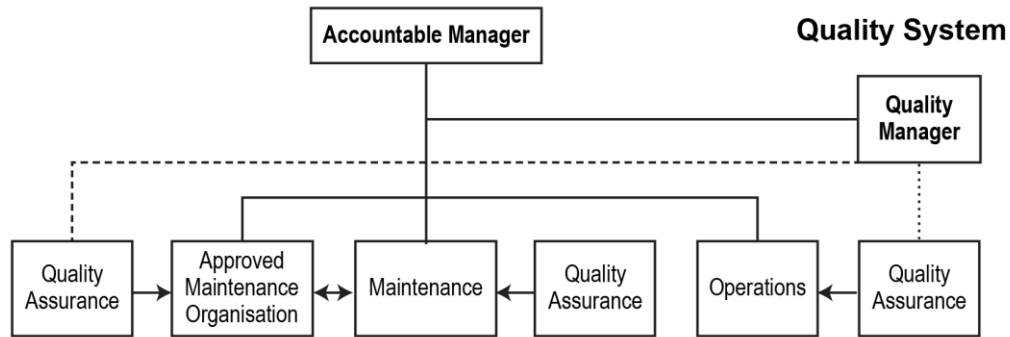 Accountable Manager
Quality System
Quality
Manager
Quality
Assurance
Approved
Maintenance
Organisation
Maintenance
Quality
Assurance
Operations
Quality
Assurance